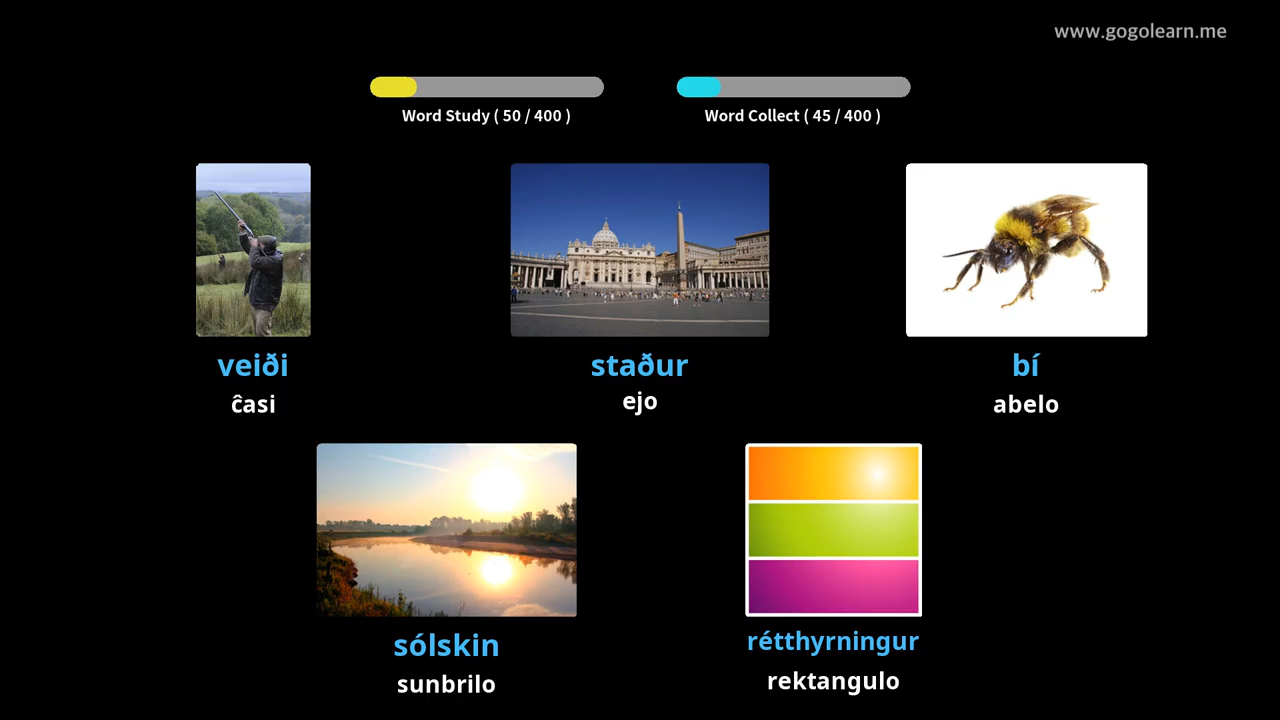 www.gogolearn.me
Word Study ( 50 / 400 )
Word Collect ( 45 / 400 )
veiði
ĉasi
staður
ejo
bí
abelo
sólskin
sunbrilo
rétthyrningur
rektangulo